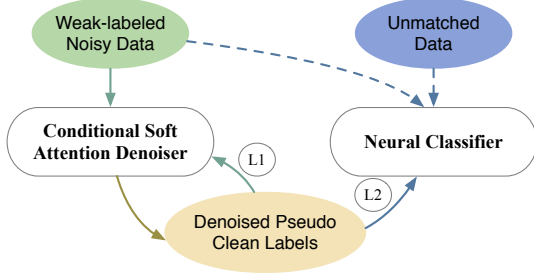 Weak-labeled
Noisy Data
Unmatched
Data
Conditional Soft
Attention Denoiser
Neural Classifier
L1
L2
Denoised Pseudo
Clean Labels